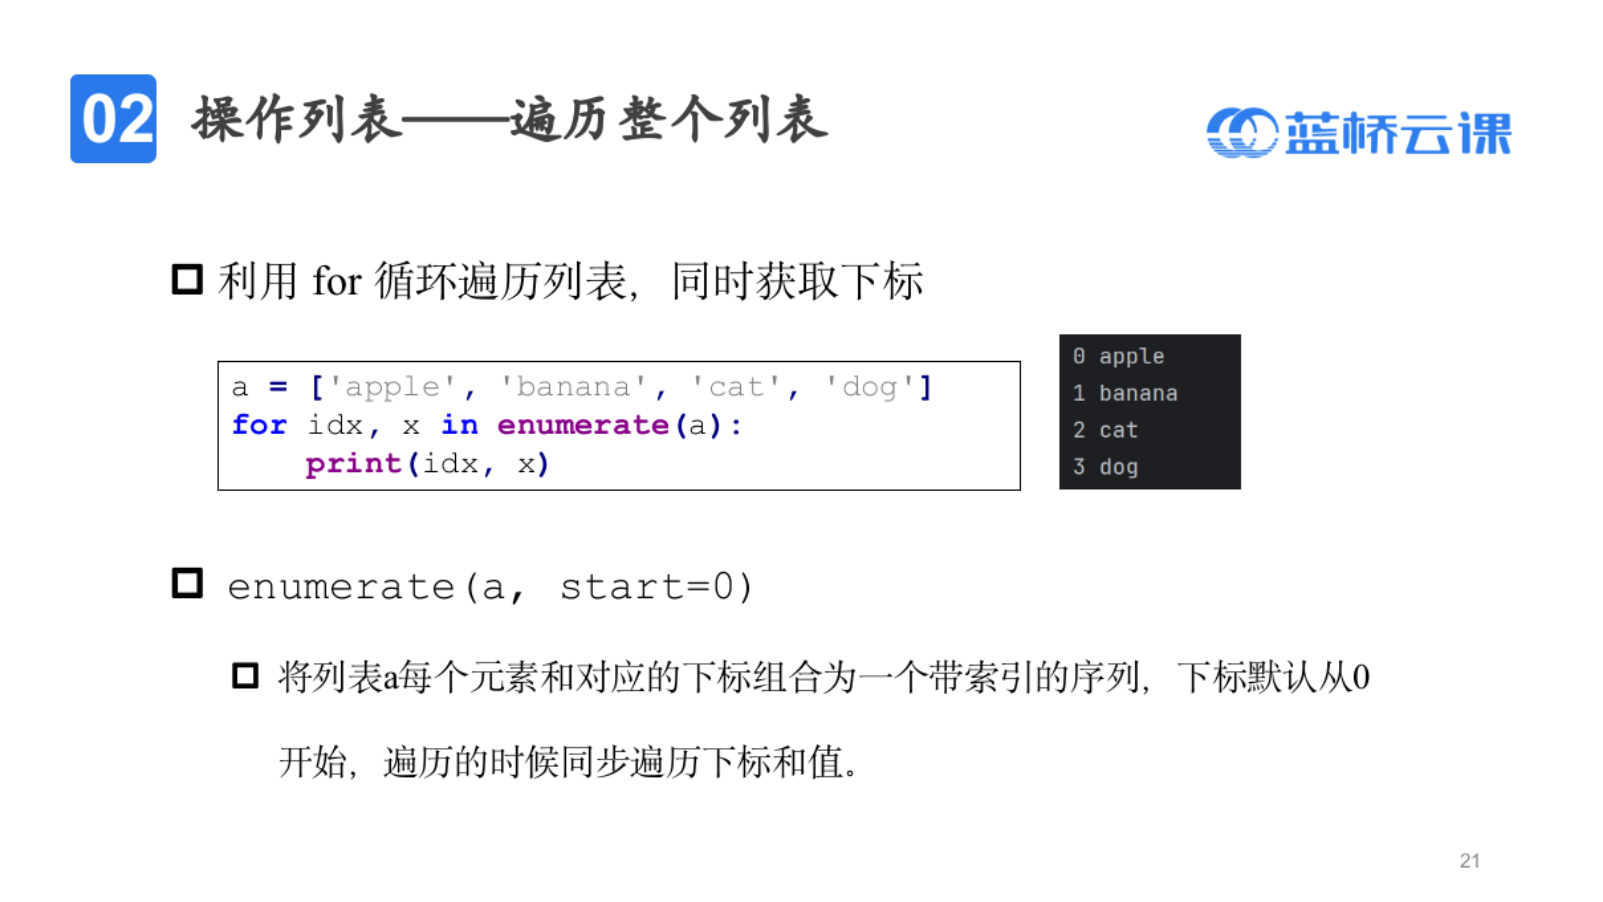 02 操作列表——遍历整个列表
蓝桥云课
利用 for 循环遍历列表，同时获取下标
a = ['apple', 'banana', 'cat', 'dog']
for idx, x in enumerate(a):
    print(idx, x)
0 apple
1 banana
2 cat
3 dog
enumerate(a, start=0)
将列表a每个元素和对应的下标组合为一个带索引的序列，下标默认从0
开始，遍历的时候同步遍历下标和值。
21